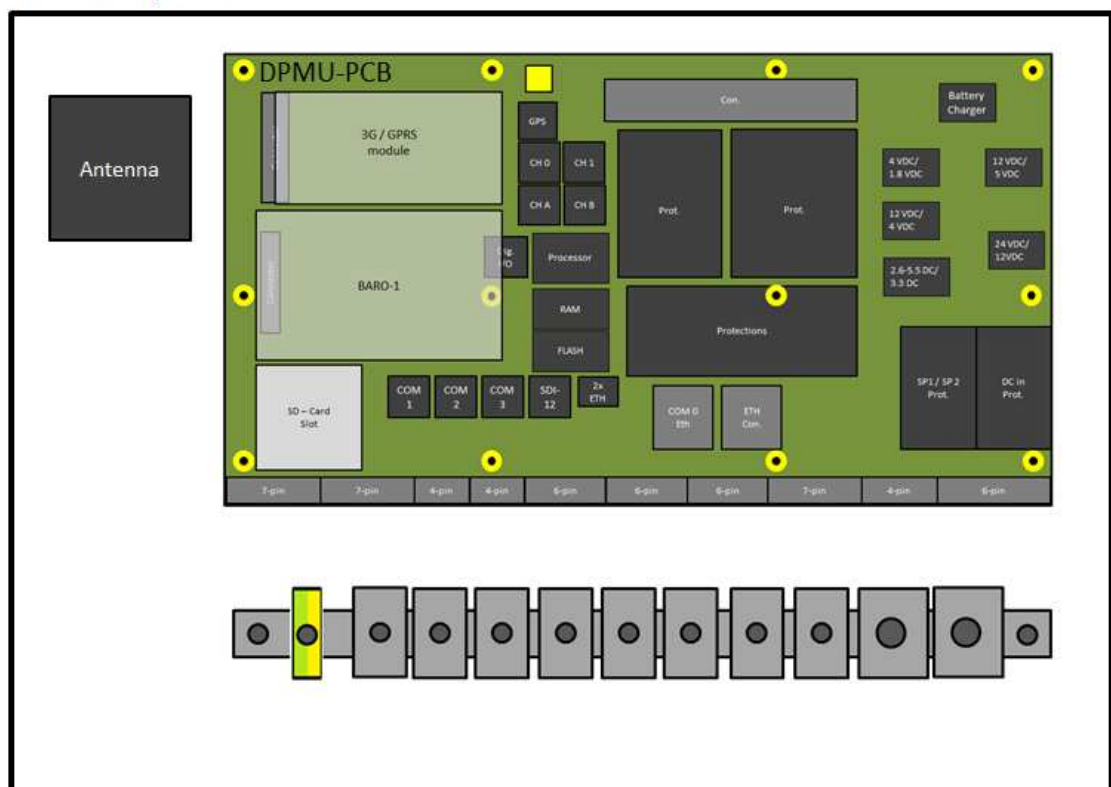 DPMU-PCB
Antenna
3G / GPRS
module
GPS
CH 0
CH 1
CH A
CH B
Con.
Battery
Charger
Prot.
Prot.
4 VDC/
1.8 VDC
12 VDC/
5 VDC
12 VDC/
4 VDC
24 VDC/
12VDC
2.6-5.5 DC/
3.3 DC
BARO-1
I/O
Processor
RAM
FLASH
Protections
SD – Card
Slot
COM
1
COM
2
COM
3
SDI-
12
2x
ETH
COM 0
Eth
ETH
Con.
SP1 / SP 2
Prot.
DC in
Prot.
7-pin
7-pin
4-pin
4-pin
6-pin
6-pin
6-pin
7-pin
4-pin
6-pin